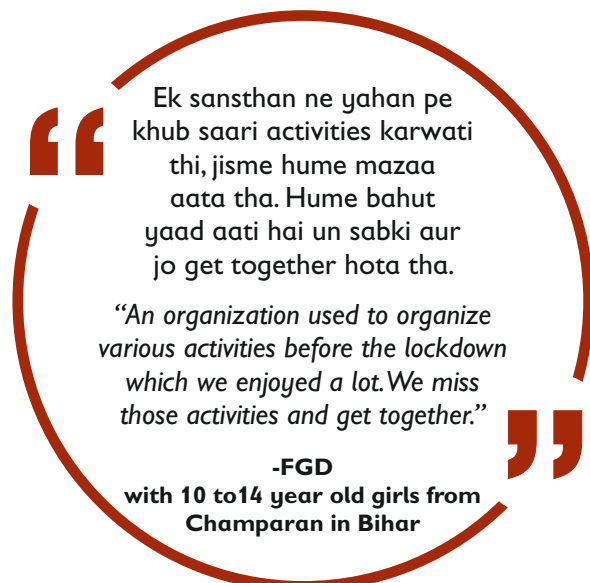 Ek sansthan ne yahan pe
khub saari activities karwati
thi, jisme hume mazaa
aata tha. Hume bahut
yaad aati hai un sabki aur
jo get together hota tha.
“An organization used to organize
various activities before the lockdown
which we enjoyed a lot. We miss
those activities and get together.”
-FGD
with 10 to14 year old girls from
Champaran in Bihar